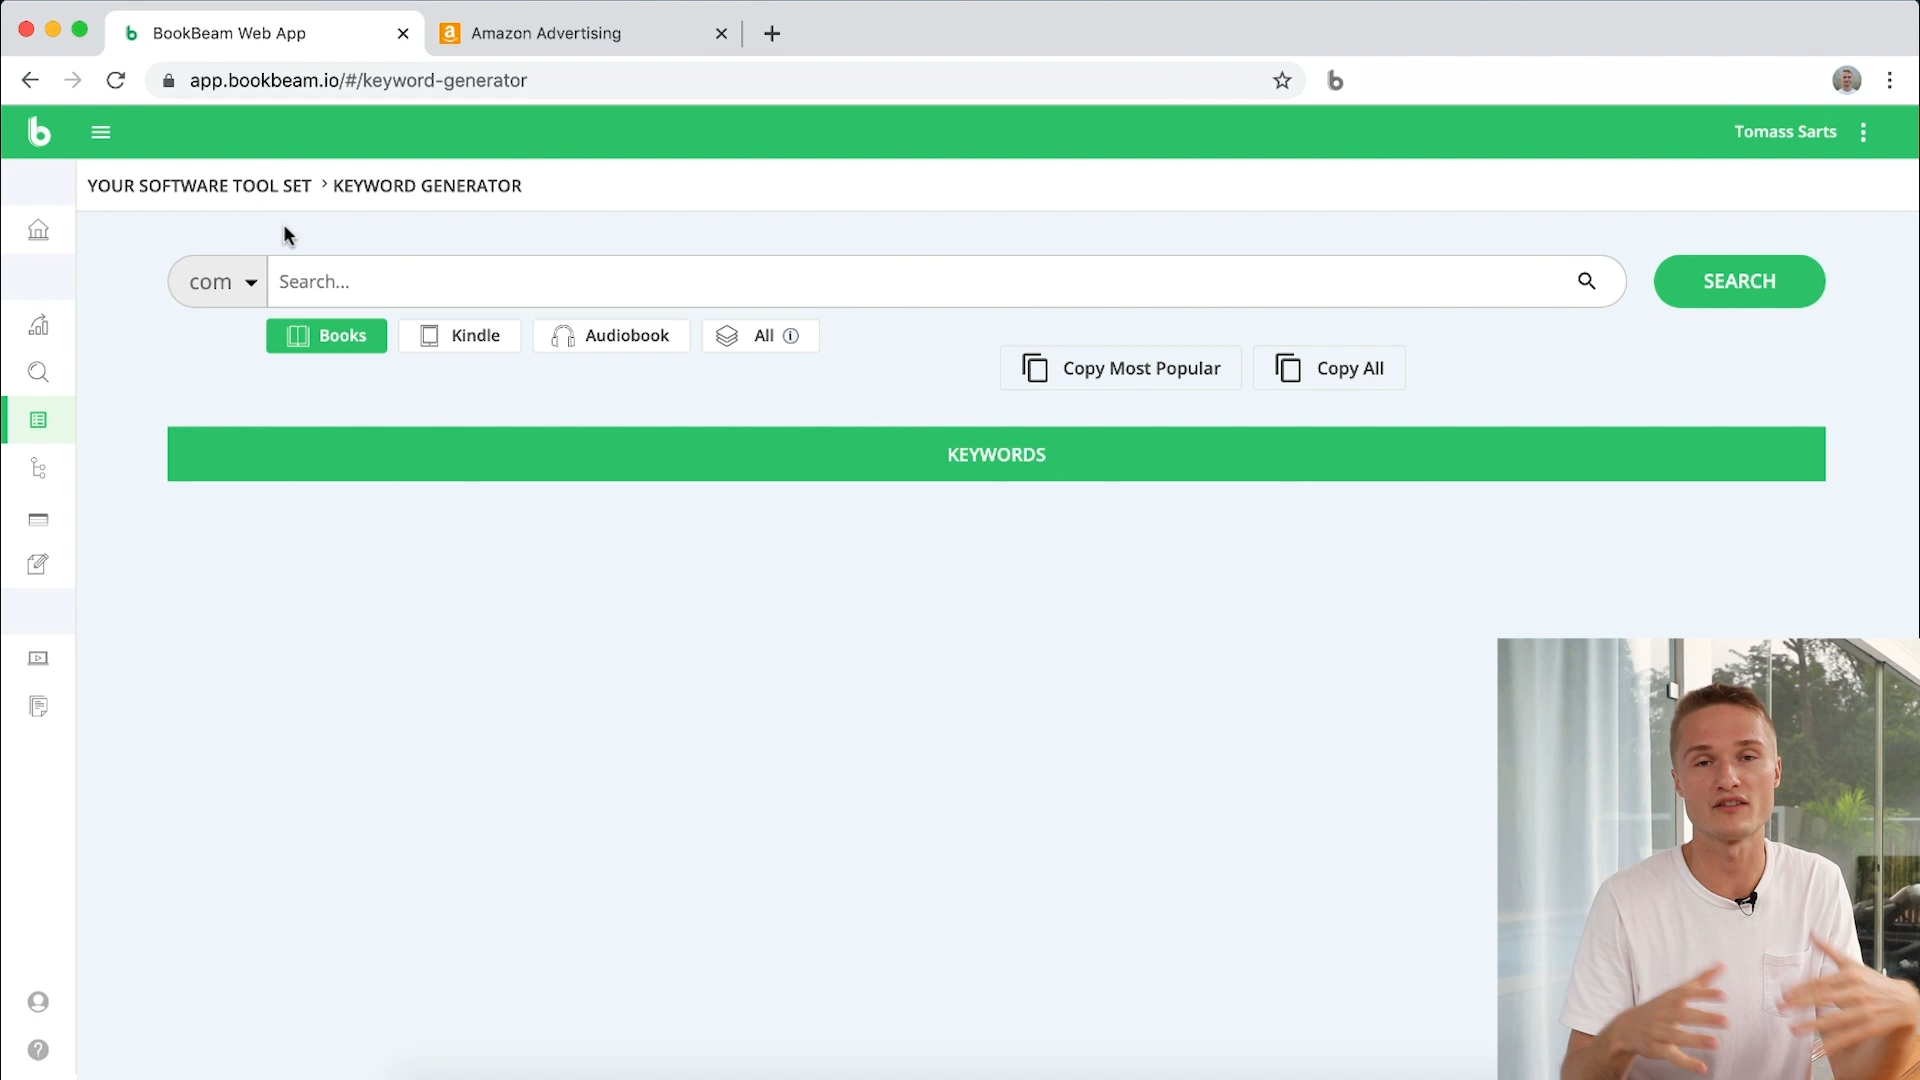 BookBeam Web App
Amazon Advertising
app.bookbeam.io/#/keyword-generator
Tomass Sarts
YOUR SOFTWARE TOOL SET > KEYWORD GENERATOR
com
Search...
SEARCH
Books
Kindle
Audiobook
All
Copy Most Popular
Copy All
KEYWORDS